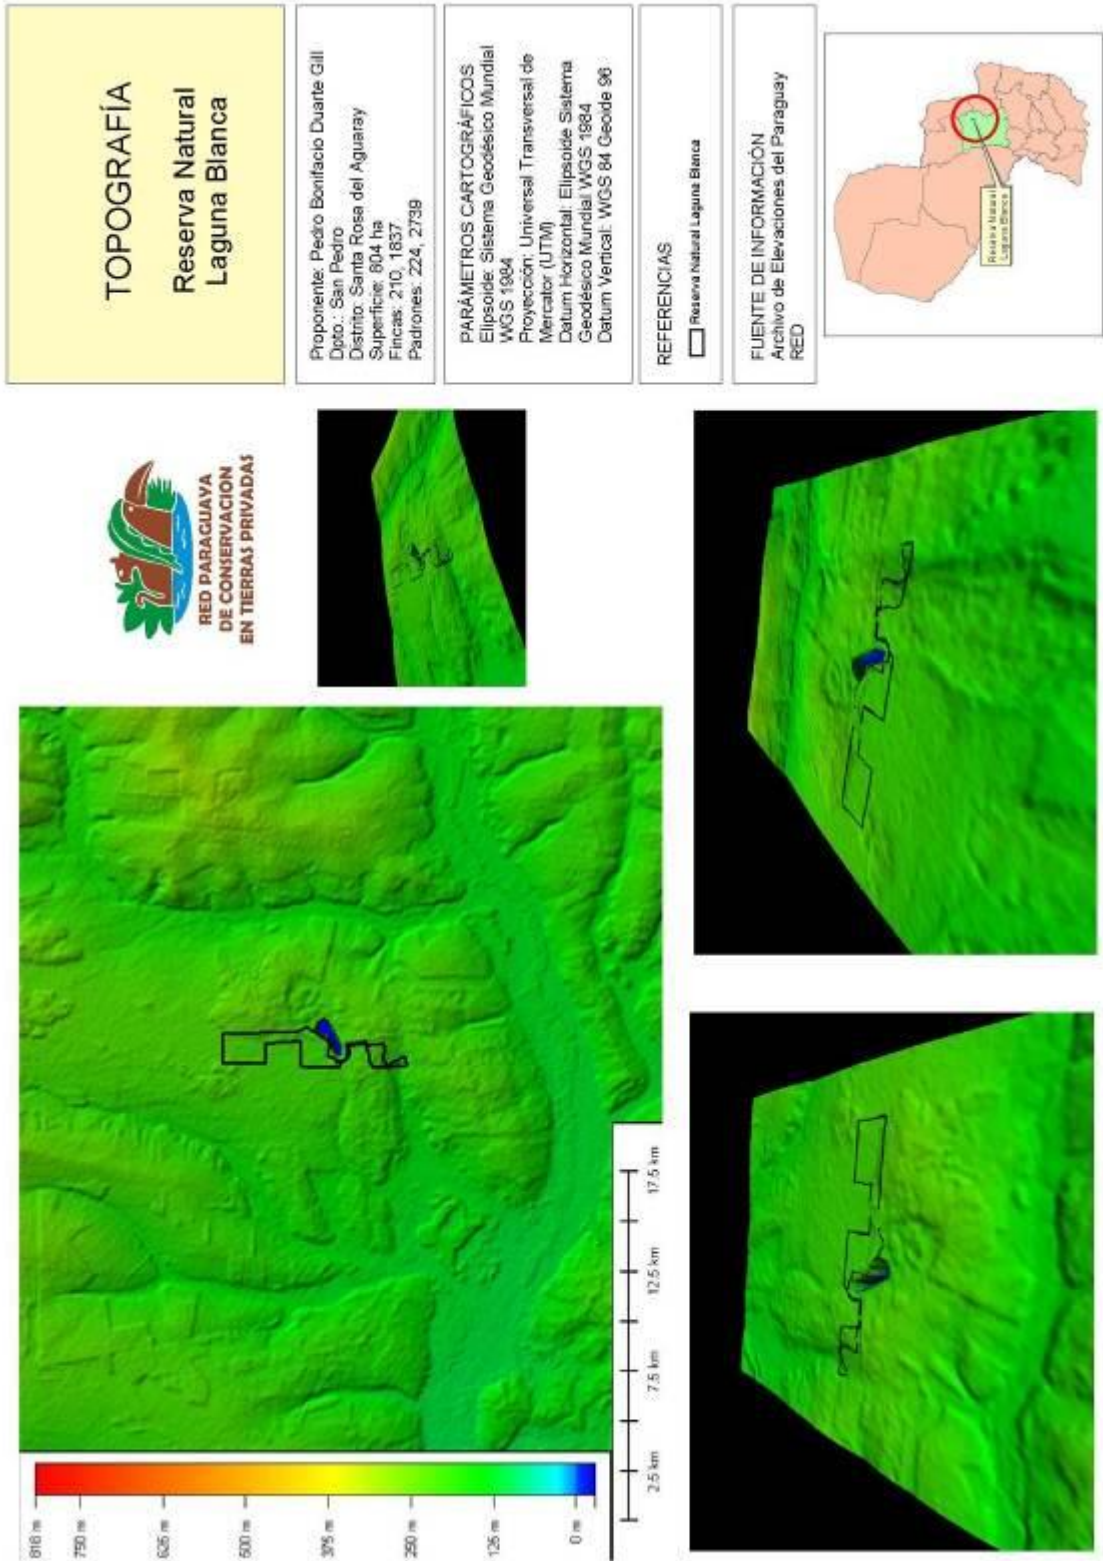 TOPOGRAFÍA
Reserva Natural
Laguna Blanca
Proponente: Pedro Bonifacio Duarte Gill
Dpto.: San Pedro
Distrito: Santa Rosa del Aguaray
Superficie: 804 ha
Fincas: 210, 1837
Padrones: 224, 2739
PARÁMETROS CARTOGRÁFICOS
Elipsoide: Sistema Geodésico Mundial
WGS 1984
Proyección: Universal Transversal de
Mercator (UTM)
Datum Horizontal: Elipsoide Sistema
Geodésico Mundial WGS 1984
Datum Vertical: WGS 84 Geoide 96
REFERENCIAS
Reserva Natural Laguna Blanca
FUENTE DE INFORMACIÓN
Archivo de Elevaciones del Paraguay
RED
Reserva Natural
Laguna Blanca
RED PARAGUAYA
DE CONSERVACION
EN TIERRAS PRIVADAS
818 m
750 m
625 m
500 m
375 m
250 m
125 m
0 m
2.5 km
7.5 km
12.5 km
17.5 km